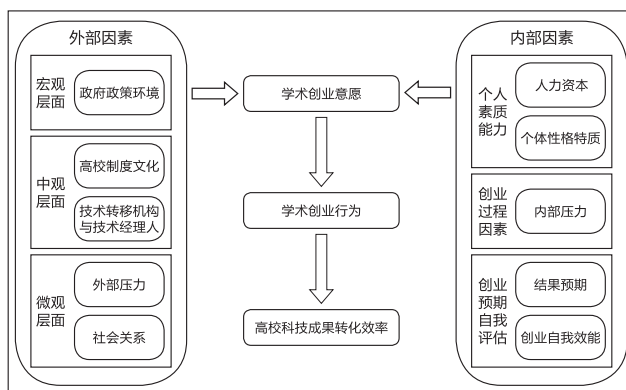 外部因素
宏观
层面
政府政策环境
中观
层面
高校制度文化
技术转移机构
与技术经理人
微观
层面
外部压力
社会关系
学术创业意愿
学术创业行为
高校科技成果转化效率
内部因素
个人
素质
能力
人力资本
个体性格特质
创业
过程
因素
内部压力
创业
预期
自我
评估
结果预期
创业自我效能